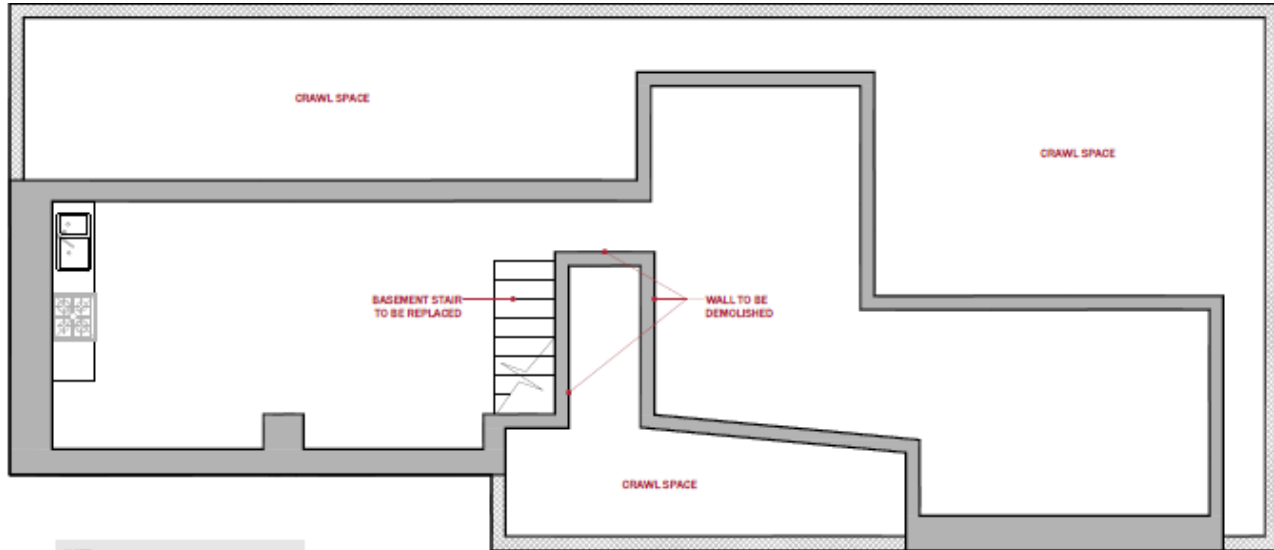 CRAWL SPACE
CRAWL SPACE
BASEMENT STAIR
TO BE REPLACED
WALL TO BE
DEMOLISHED
CRAWL SPACE